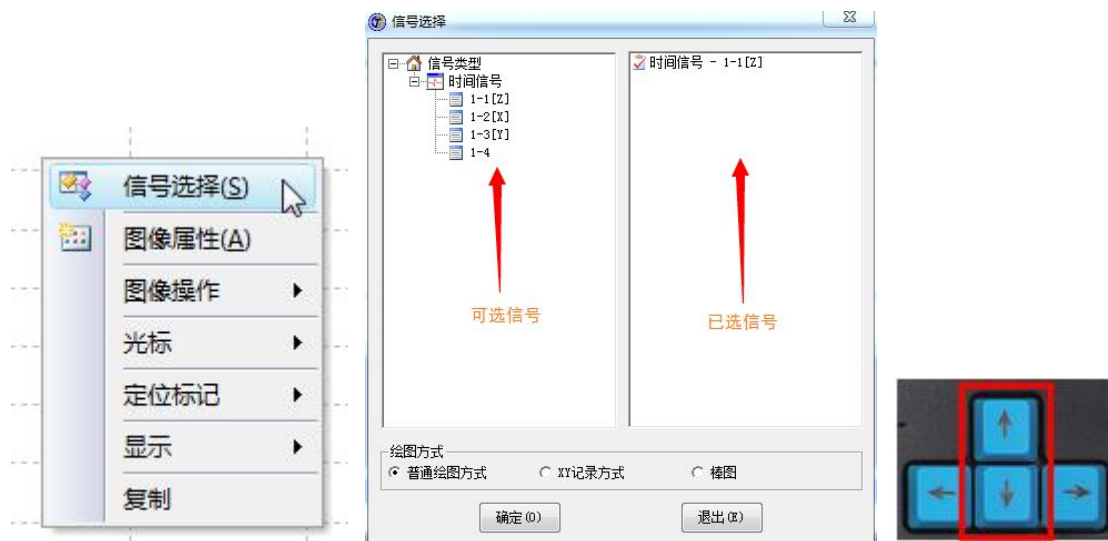 信号选择(S)
图像属性(A)
图像操作
光标
定位标记
显示
复制
信号选择
信号类型
时间信号
1-1[Z]
1-2[X]
1-3[Y]
1-4
可选信号
时间信号 - 1-1[Z]
已选信号
绘图方式
普通绘图方式 XY记录方式 棒图
确定(O) 退出(E)